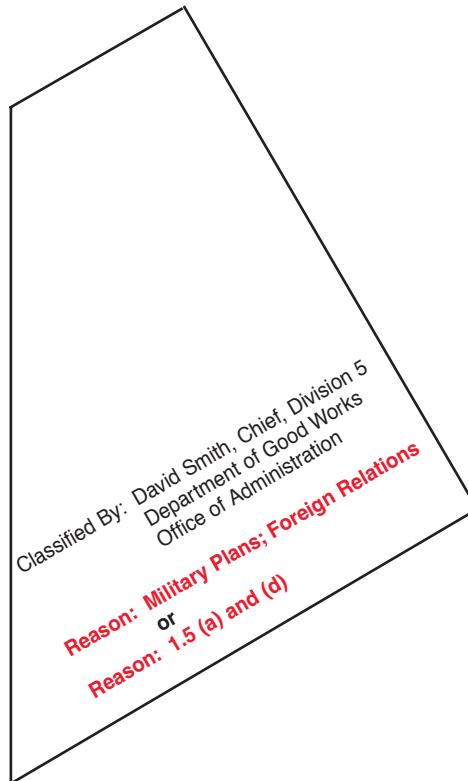 Classified By: David Smith, Chief, Division 5
Department of Good Works
Office of Administration
Reason: Military Plans; Foreign Relations
or
Reason: 1.5 (a) and (d)